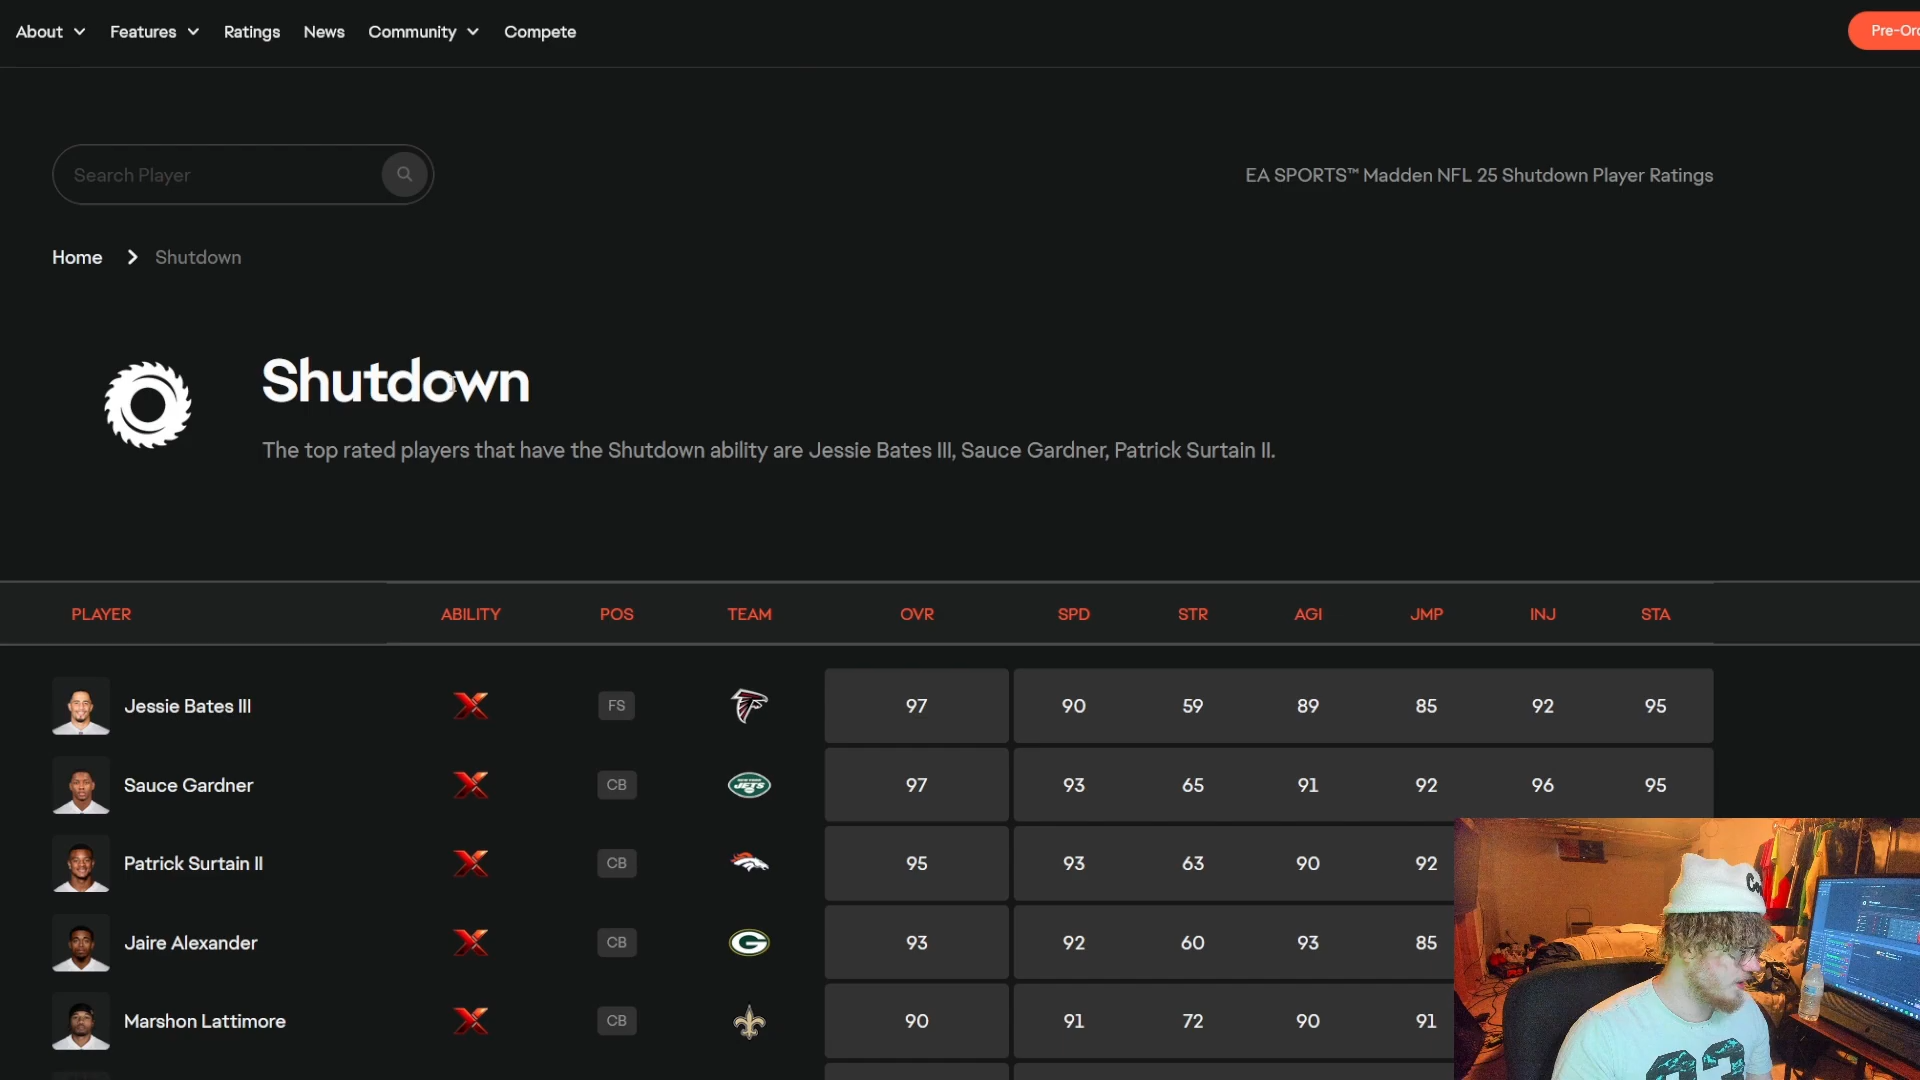 About Features Ratings News Community Compete Pre-Ord
Search Player
EA SPORTS™ Madden NFL 25 Shutdown Player Ratings
Home Shutdown
Shutdown
The top rated players that have the Shutdown ability are Jessie Bates III, Sauce Gardner, Patrick Surtain II.
PLAYER ABILITY POS TEAM OVR SPD STR AGI JMP INJ STA
Jessie Bates III FS 97 90 59 89 85 92 95
Sauce Gardner CB NEW YORK JETS 97 93 65 91 92 96 95
Patrick Surtain II CB 95 93 63 90 92
Jaire Alexander CB G 93 92 60 93 85
Marshon Lattimore CB 90 91 72 90 91